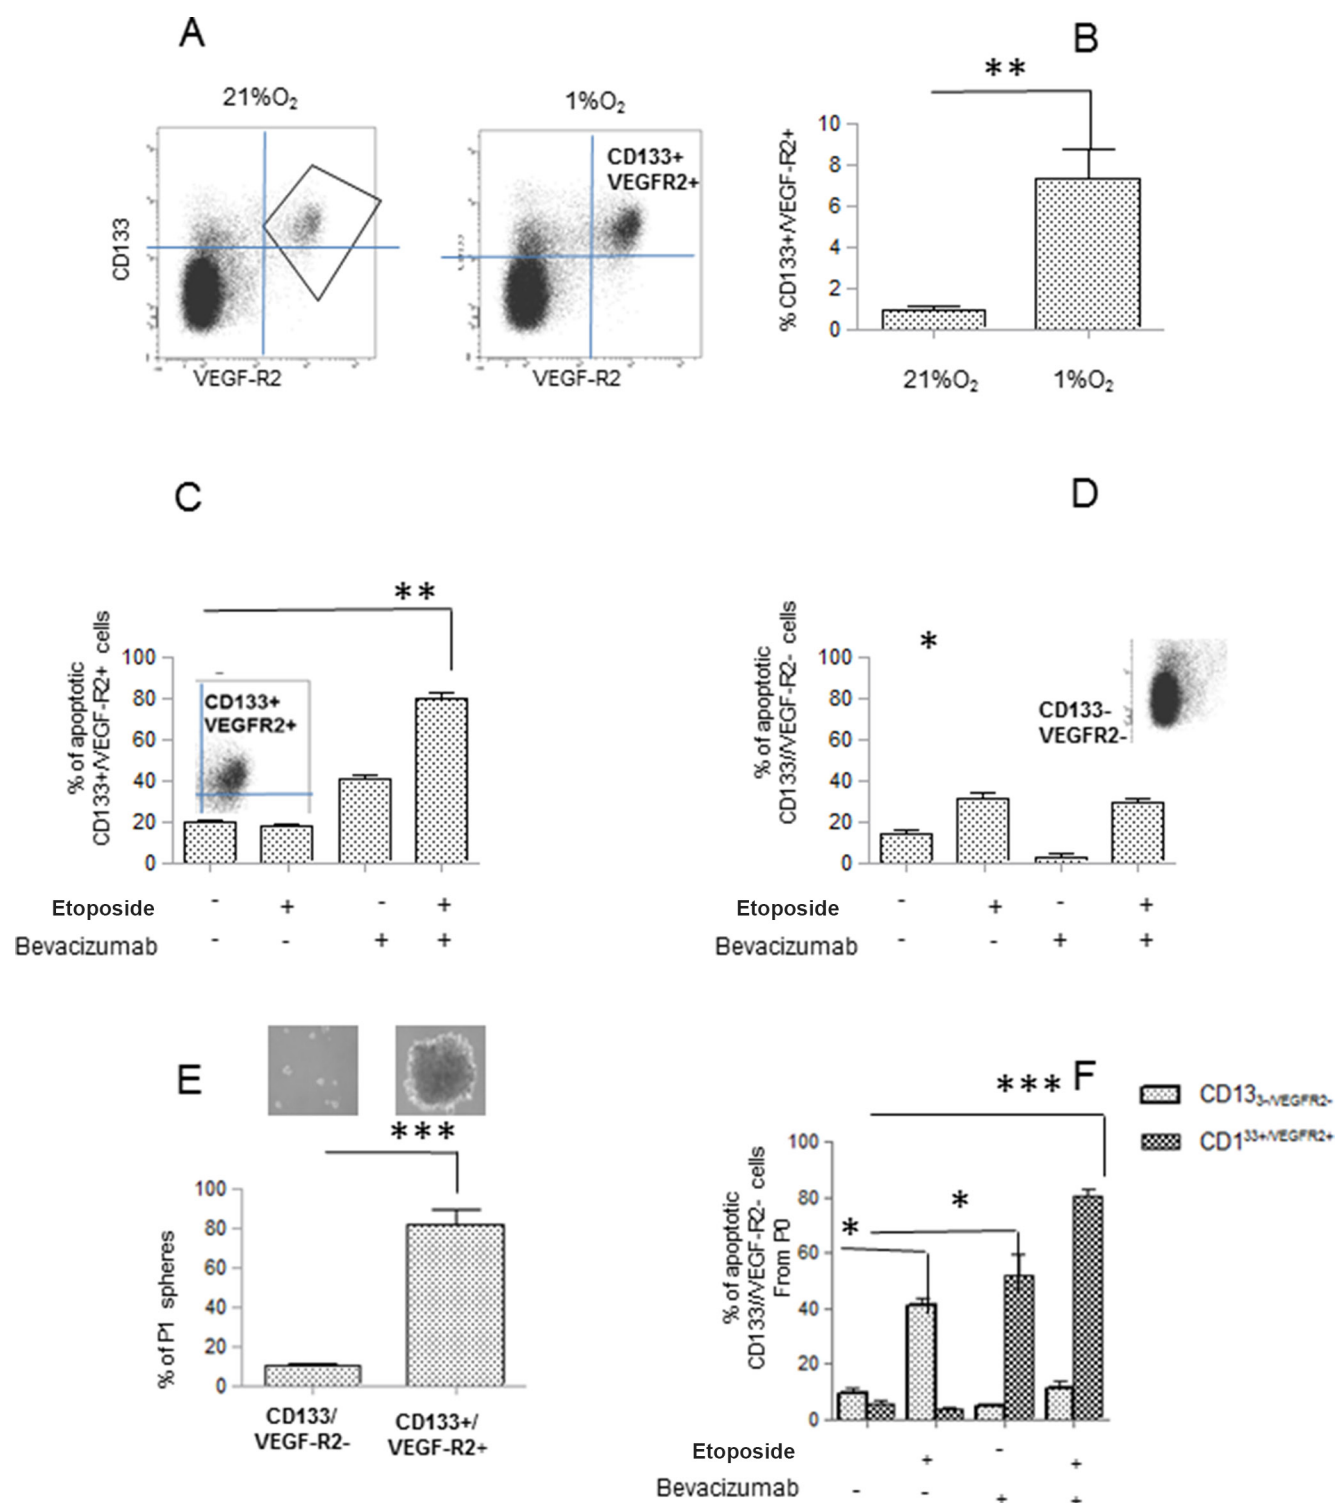 A
B
21%O₂
1%O₂
**
CD133+
VEGFR2+
CD133
VEGF-R2
VEGF-R2
% CD133+/VEGF-R2+
10
8
6
4
2
0
21%O₂
1%O₂
C
D
**
% of apoptotic
CD133+/VEGF-R2+ cells
100
80
60
40
20
0
CD133+
VEGFR2+
Etoposide - + - +
Bevacizumab - - + +
*
% of apoptotic
CD133//VEGF-R2- cells
100
80
60
40
20
0
CD133-
VEGFR2-
Etoposide - + - +
Bevacizumab - - + +
E
***
% of P1 spheres
100
80
60
40
20
0
CD133/
VEGF-R2-
CD133+/
VEGF-R2+
F
***
CD133-/VEGFR2-
CD133+/VEGFR2+
*
*
% of apoptotic
CD133//VEGF-R2- cells
From P0
100
80
60
40
20
0
Etoposide + - +
Bevacizumab - - + +